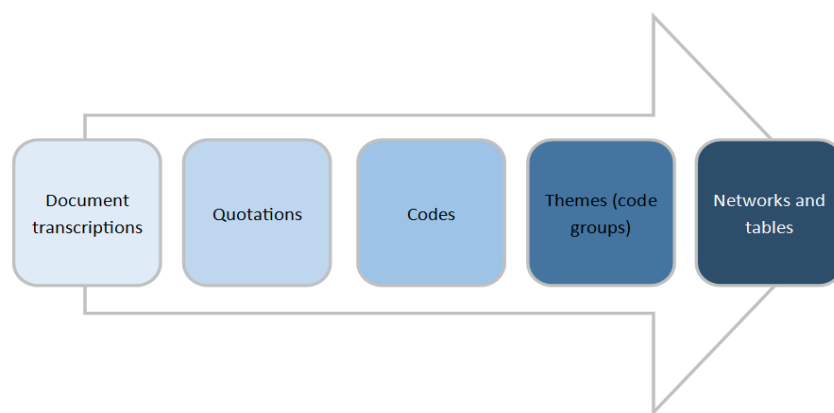 Document
transcriptions
Quotations
Codes
Themes (code
groups)
Networks and
tables